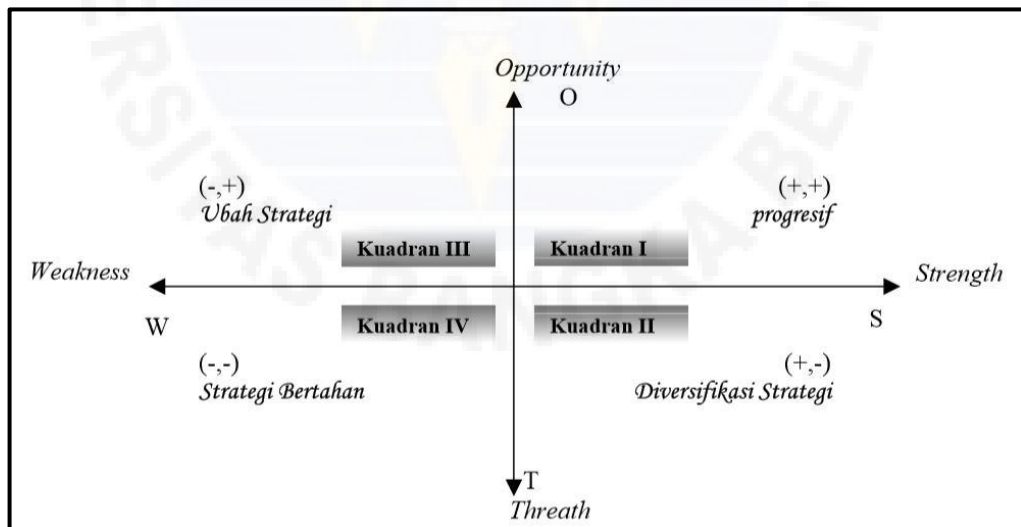 Opportunity
O
(-,+)
Ubah Strategi
(+,+)
progresif
Kuadran III
Kuadran I
Weakness
Strength
W
Kuadran IV
Kuadran II
S
(-,-)
Strategi Bertahan
(+,-)
Diversifikasi Strategi
T
Threath